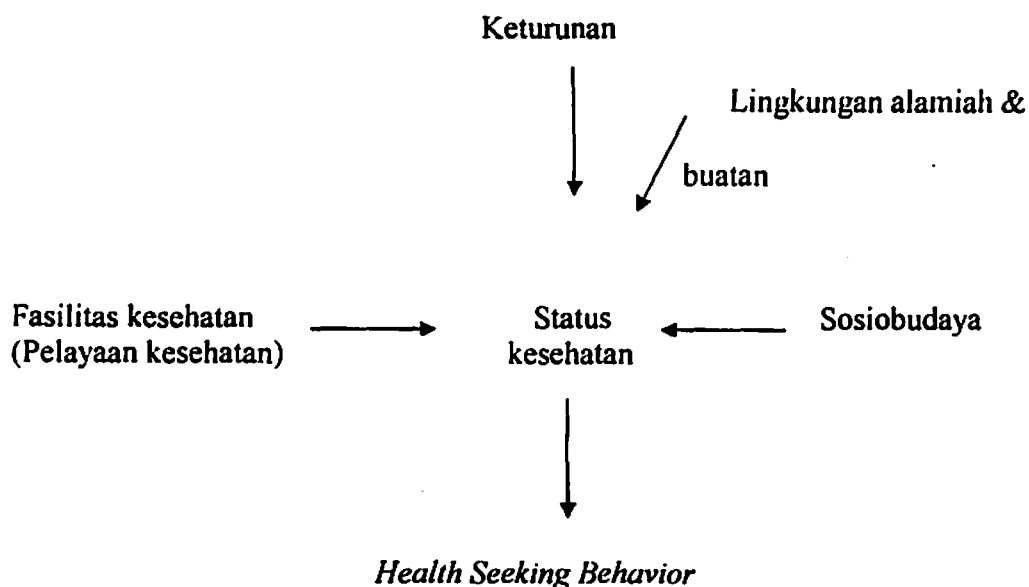 Keturunan
Lingkungan alamiah &
buatan
Fasilitas kesehatan
(Pelayaan kesehatan)
Status
kesehatan
Sosiobudaya
Health Seeking Behavior